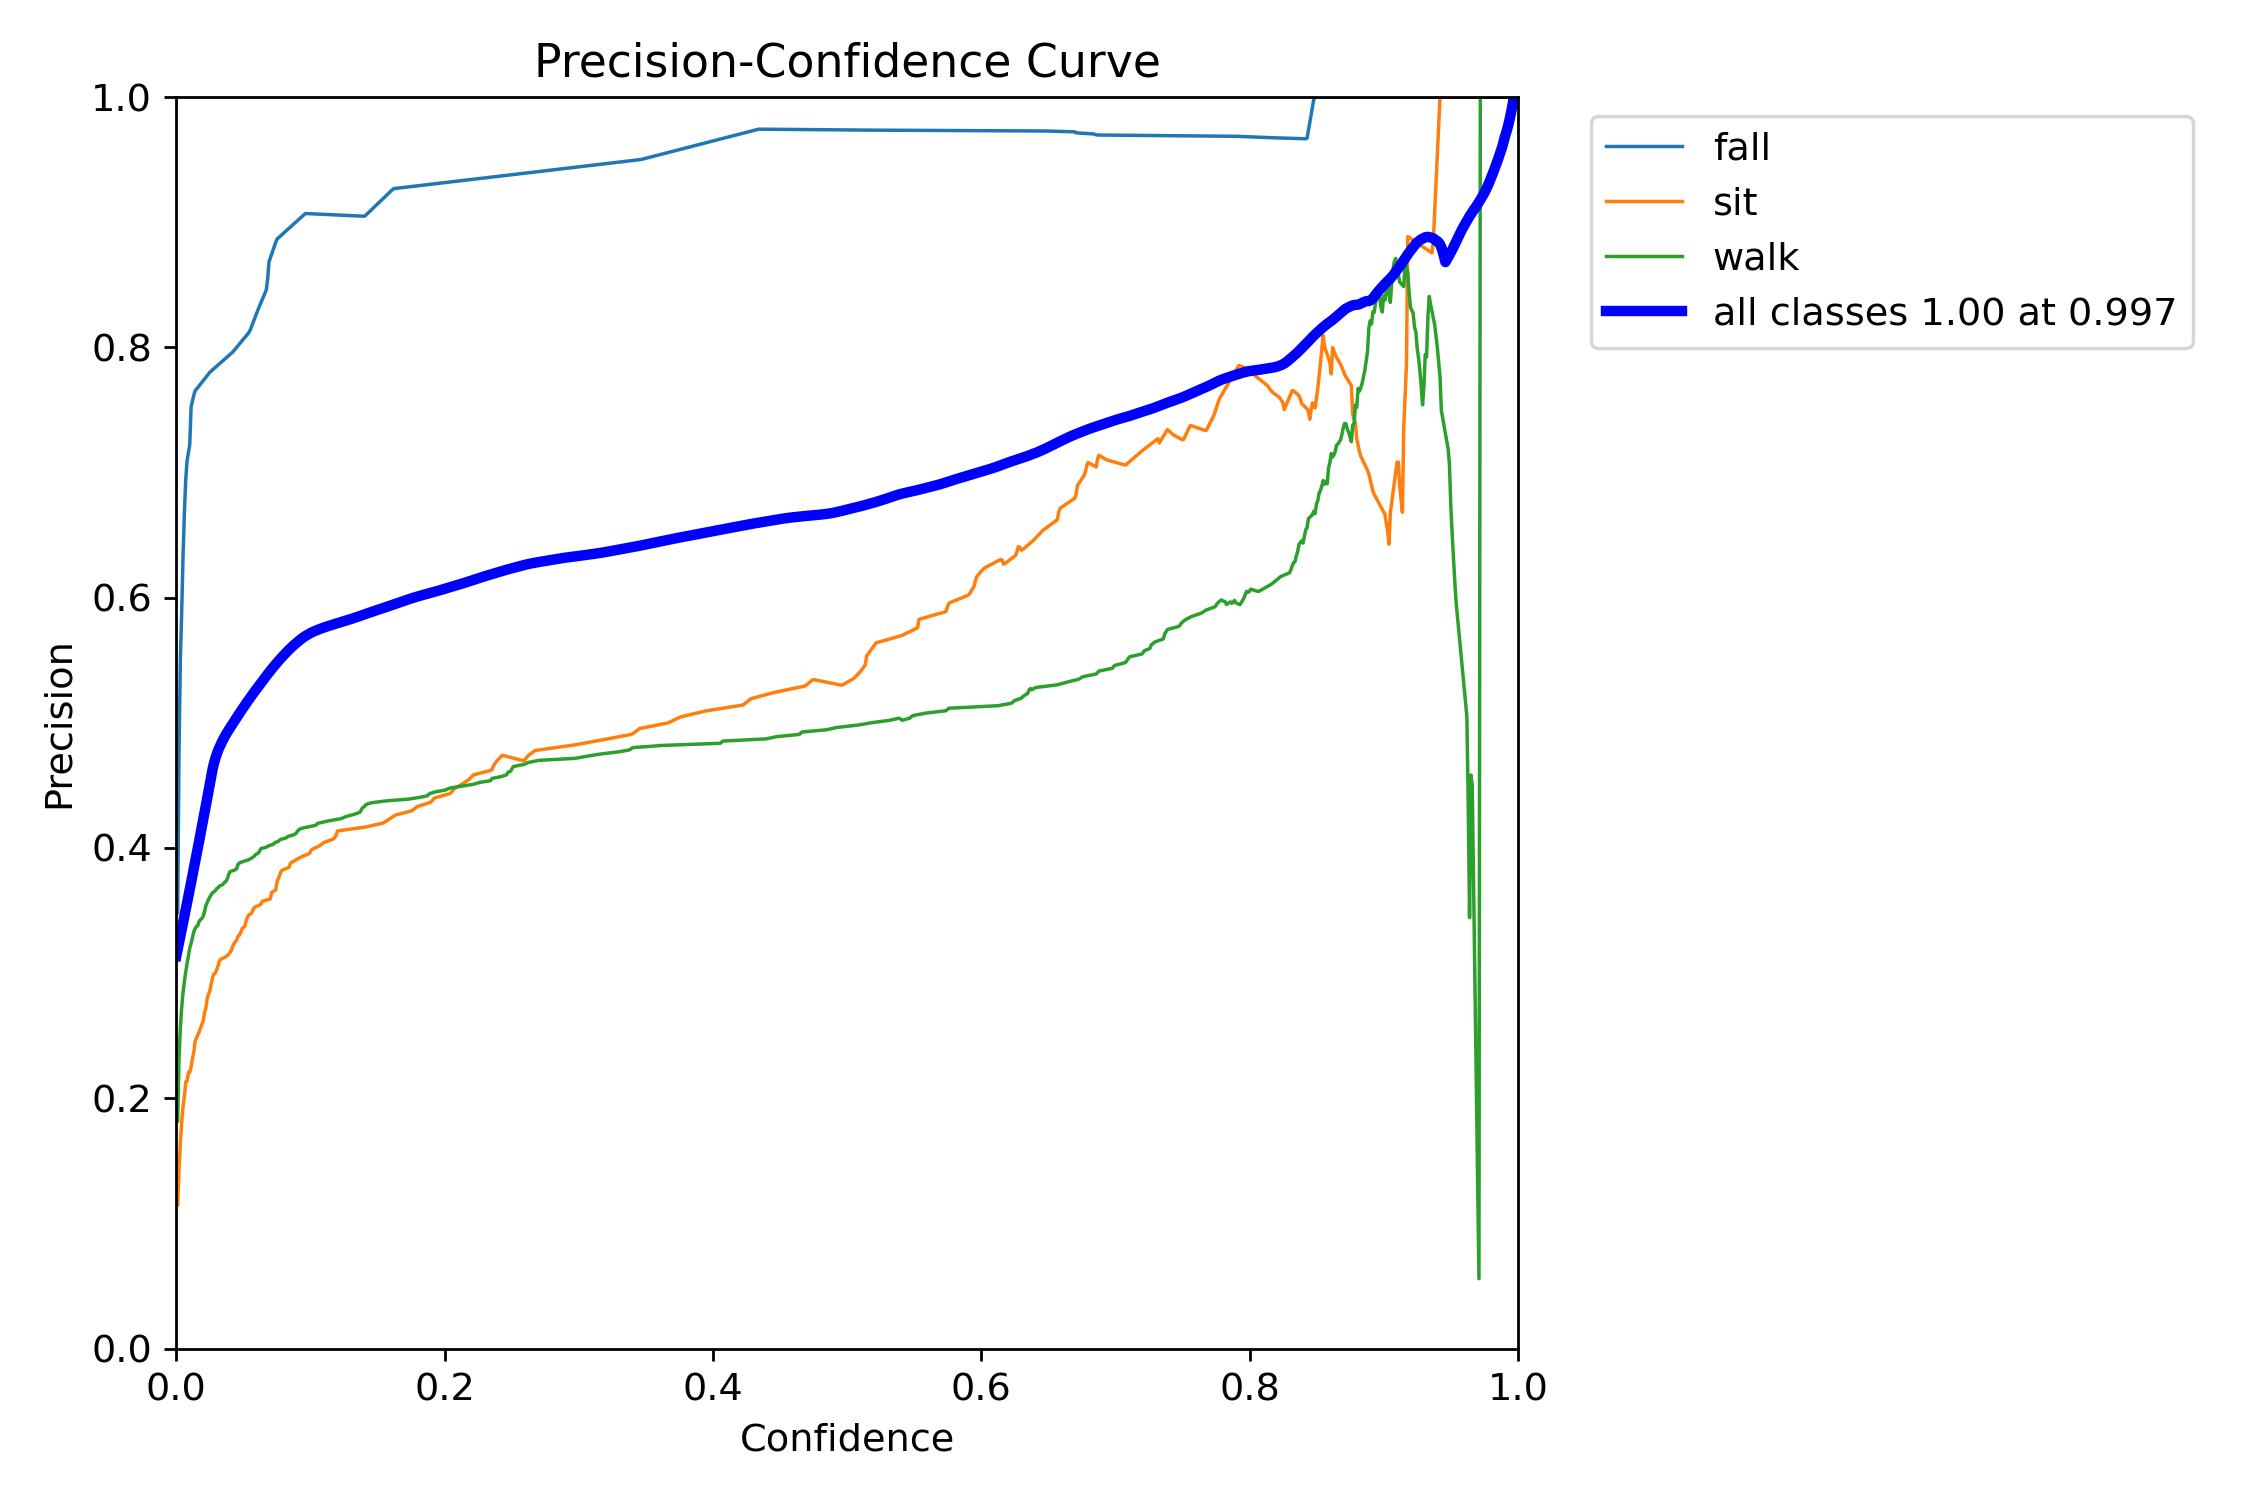 Precision-Confidence Curve
1.0
0.8
0.6
0.4
0.2
0.0
Precision
0.0 0.2 0.4 0.6 0.8 1.0
Confidence
fall
sit
walk
all classes 1.00 at 0.997